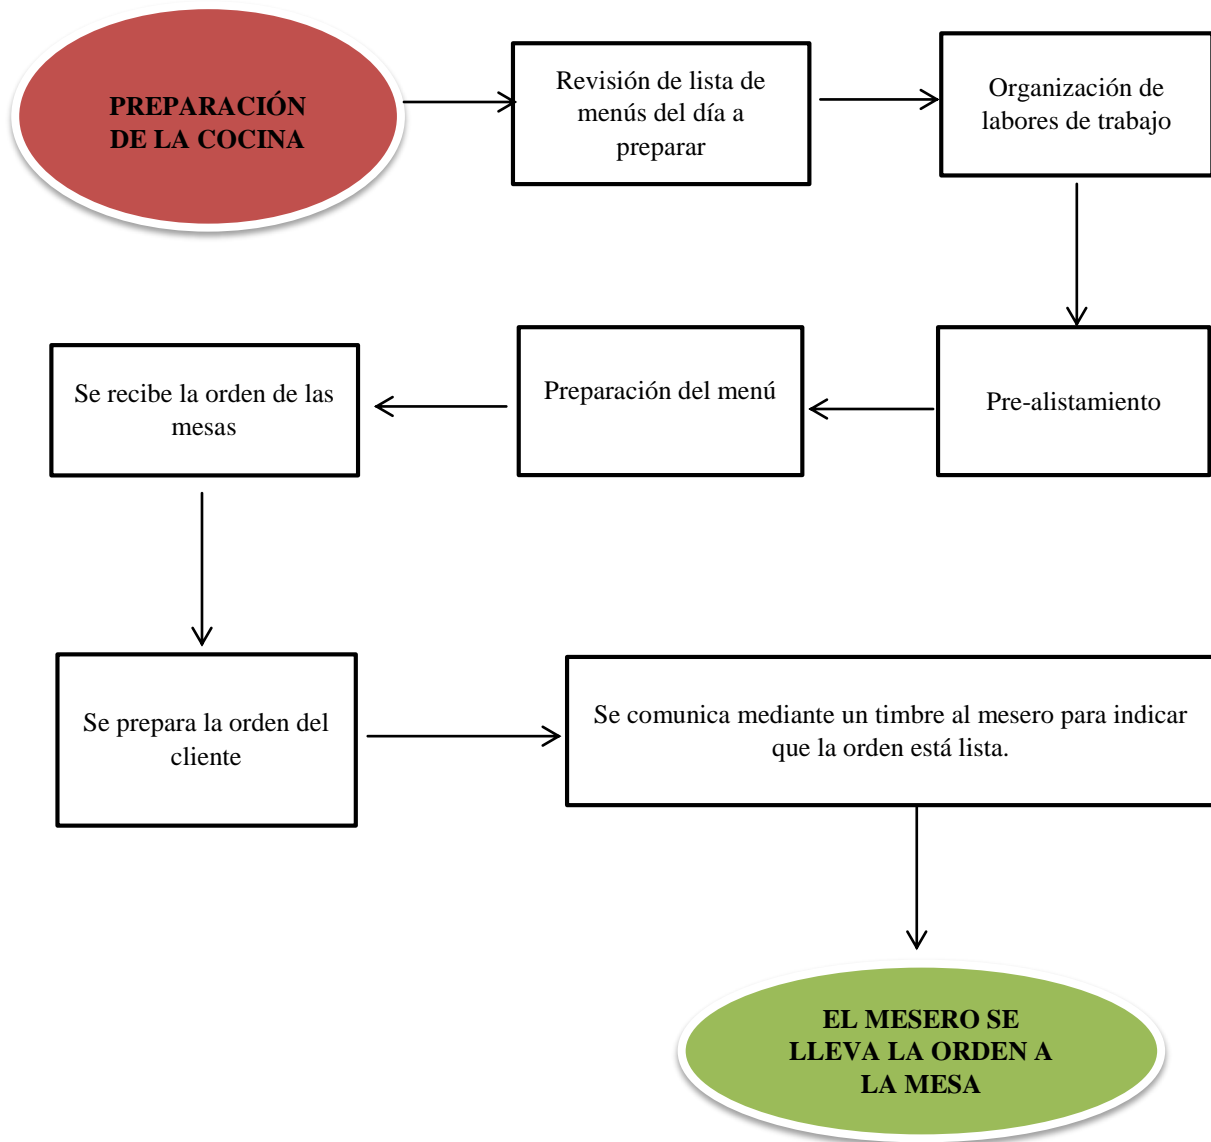 PREPARACIÓN
DE LA COCINA
Revisión de lista de
menús del día a
preparar
Organización de
labores de trabajo
Pre-alistamiento
Preparación del menú
Se recibe la orden de las
mesas
Se prepara la orden del
cliente
Se comunica mediante un timbre al mesero para indicar
que la orden está lista.
EL MESERO SE
LLEVA LA ORDEN A
LA MESA